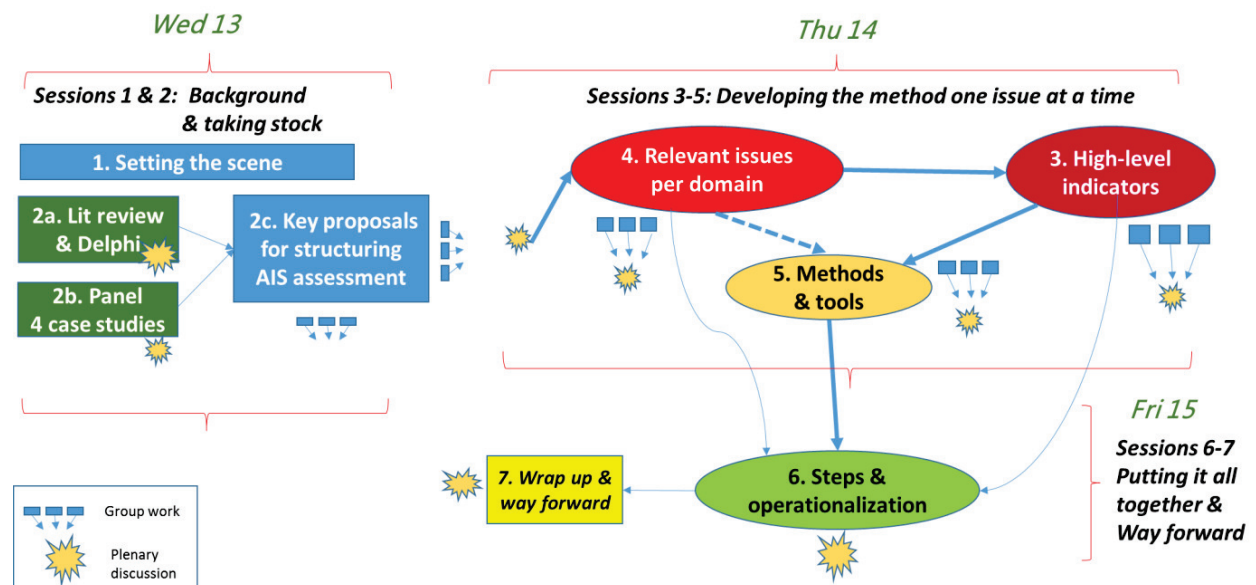 Wed 13
Sessions 1 & 2: Background
& taking stock
1. Setting the scene
2a. Lit review
& Delphi
2b. Panel
4 case studies
2c. Key proposals
for structuring
AIS assessment
Thu 14
Sessions 3-5: Developing the method one issue at a time
4. Relevant issues
per domain
3. High-level
indicators
5. Methods
& tools
Fri 15
Sessions 6-7
Putting it all
together &
Way forward
6. Steps &
operationalization
7. Wrap up &
way forward
Group work
Plenary
discussion